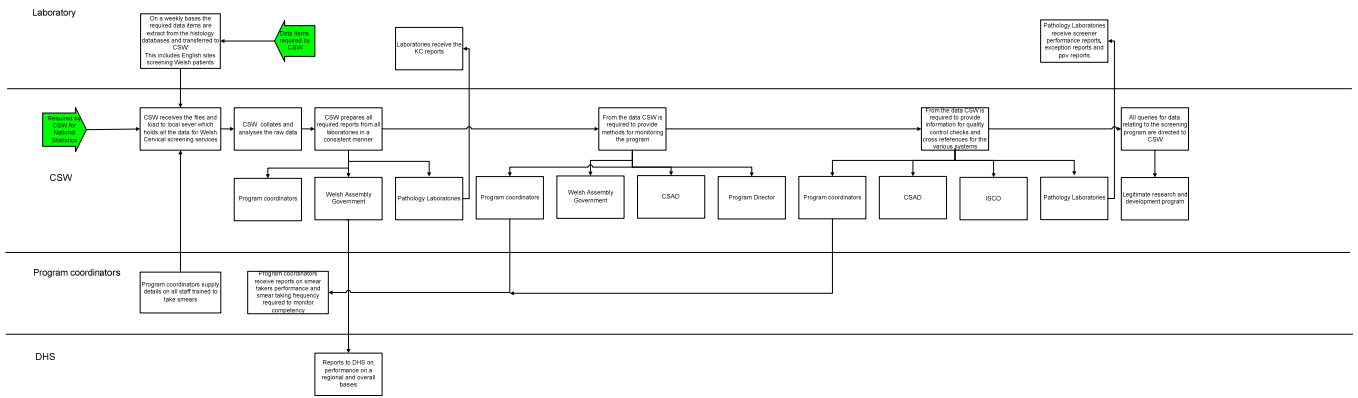 Laboratory
On a weekly bases the
required data items are
extract from the histology
databases and transferred to
CSW
This includes English sites
screening Welsh patients
Data items
required by
CSW
Laboratories receive the
KC reports.
Pathology Laboratories
receive screener
performance reports,
exception reports and
ppv reports
Required by
CSW for
National
Statistics
CSW receives the files and
load to local sever which
holds all the data for Welsh
Cervical screening services
CSW collates and
analyses the raw data
CSW prepares all
required reports from all
laboratories in a
consistent manner
From the data CSW is
required to provide
methods for monitoring
the program
From the data CSW is
required to provide
information for quality
control checks and
cross references for the
various systems
All queries for data
relating to the screening
program are directed to
CSW
CSW
Program coordinators
Welsh Assembly
Government
Pathology Laboratories
Program coordinators
Welsh Assembly
Government
CSAD
Program Director
Program coordinators
CSAD
ISCO
Pathology Laboratories
Legitimate research and
development program
Program coordinators
Program coordinators supply
details on all staff trained to
take smears
Program coordinators
receive reports on smear
takers performance and
smear taking frequency
required to monitor
competency
DHS
Reports to DHS on
performance on a
regional and overall
bases